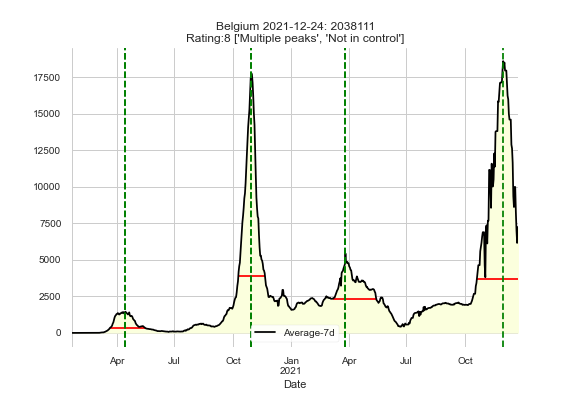 Belgium 2021-12-24: 2038111
Rating:8 ['Multiple peaks', 'Not in control']
17500
15000
12500
10000
7500
5000
2500
0
Average-7d
Apr Jul Oct Jan Apr Jul Oct
2021
Date